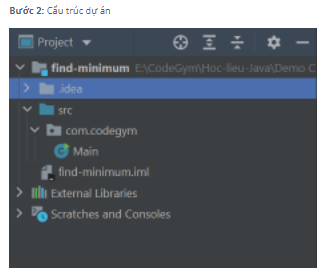 Bước 2: Cấu trúc dự án
Project
find-minimum E:\CodeGym\Hoc-lieu-Java\Demo C
.idea
src
com.codegym
Main
find-minimum.iml
External Libraries
Scratches and Consoles